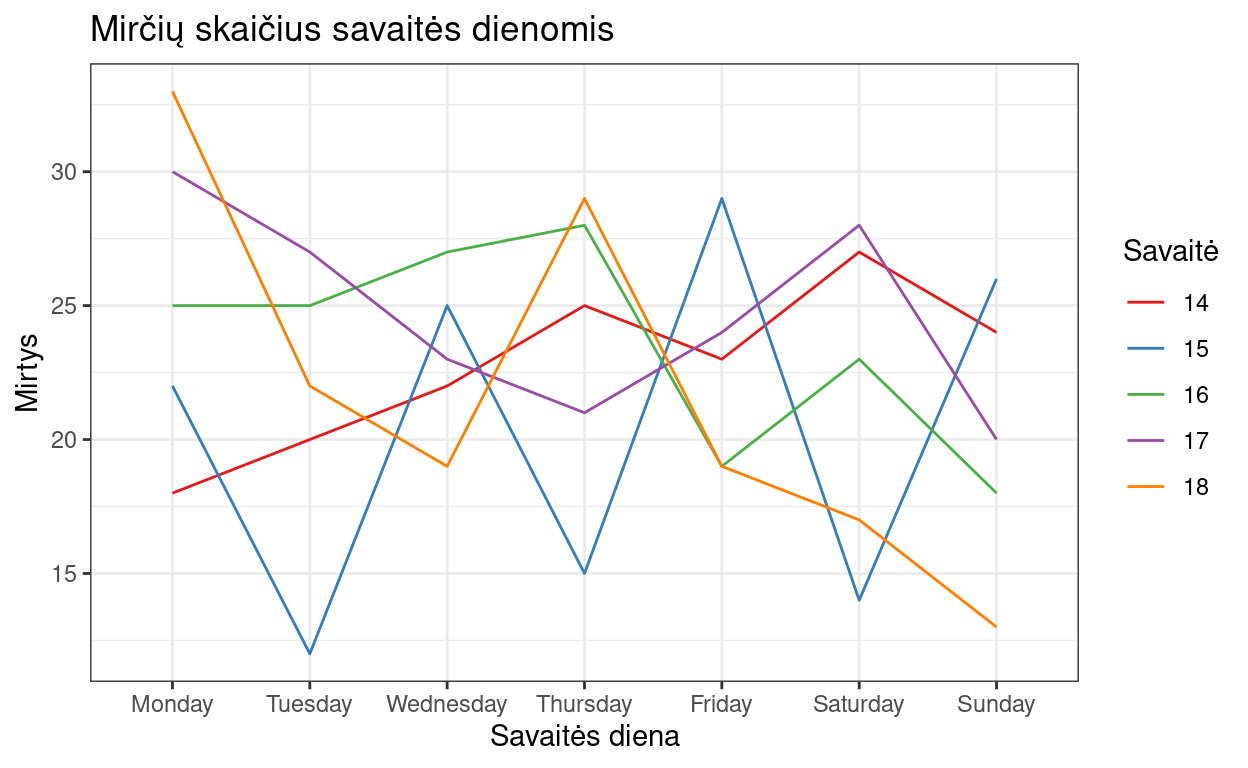 Mirčių skaičius savaitės dienomis
Mirtys
30
25
20
15
Monday Tuesday Wednesday Thursday Friday Saturday Sunday
Savaitės diena
Savaitė
14
15
16
17
18